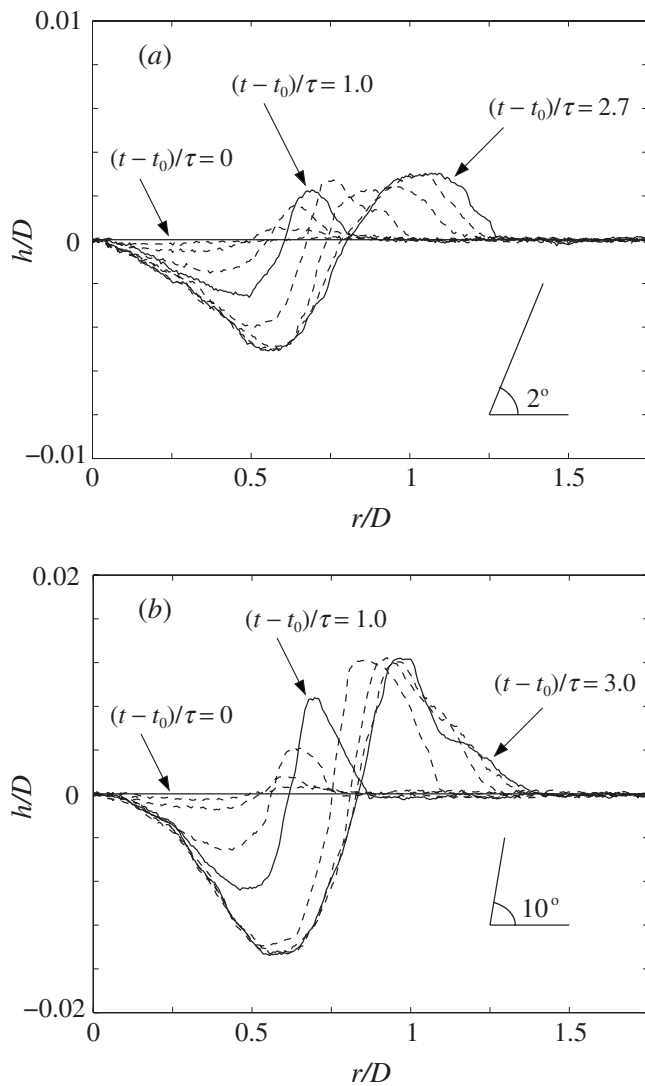 0.01
(a)
(t − t₀)/τ = 1.0
(t − t₀)/τ = 2.7
(t − t₀)/τ = 0
h/D
0
2°
−0.01
0 0.5 1 1.5
r/D
0.02
(b)
(t − t₀)/τ = 1.0
(t − t₀)/τ = 3.0
(t − t₀)/τ = 0
h/D
0
10°
−0.02
0 0.5 1 1.5
r/D